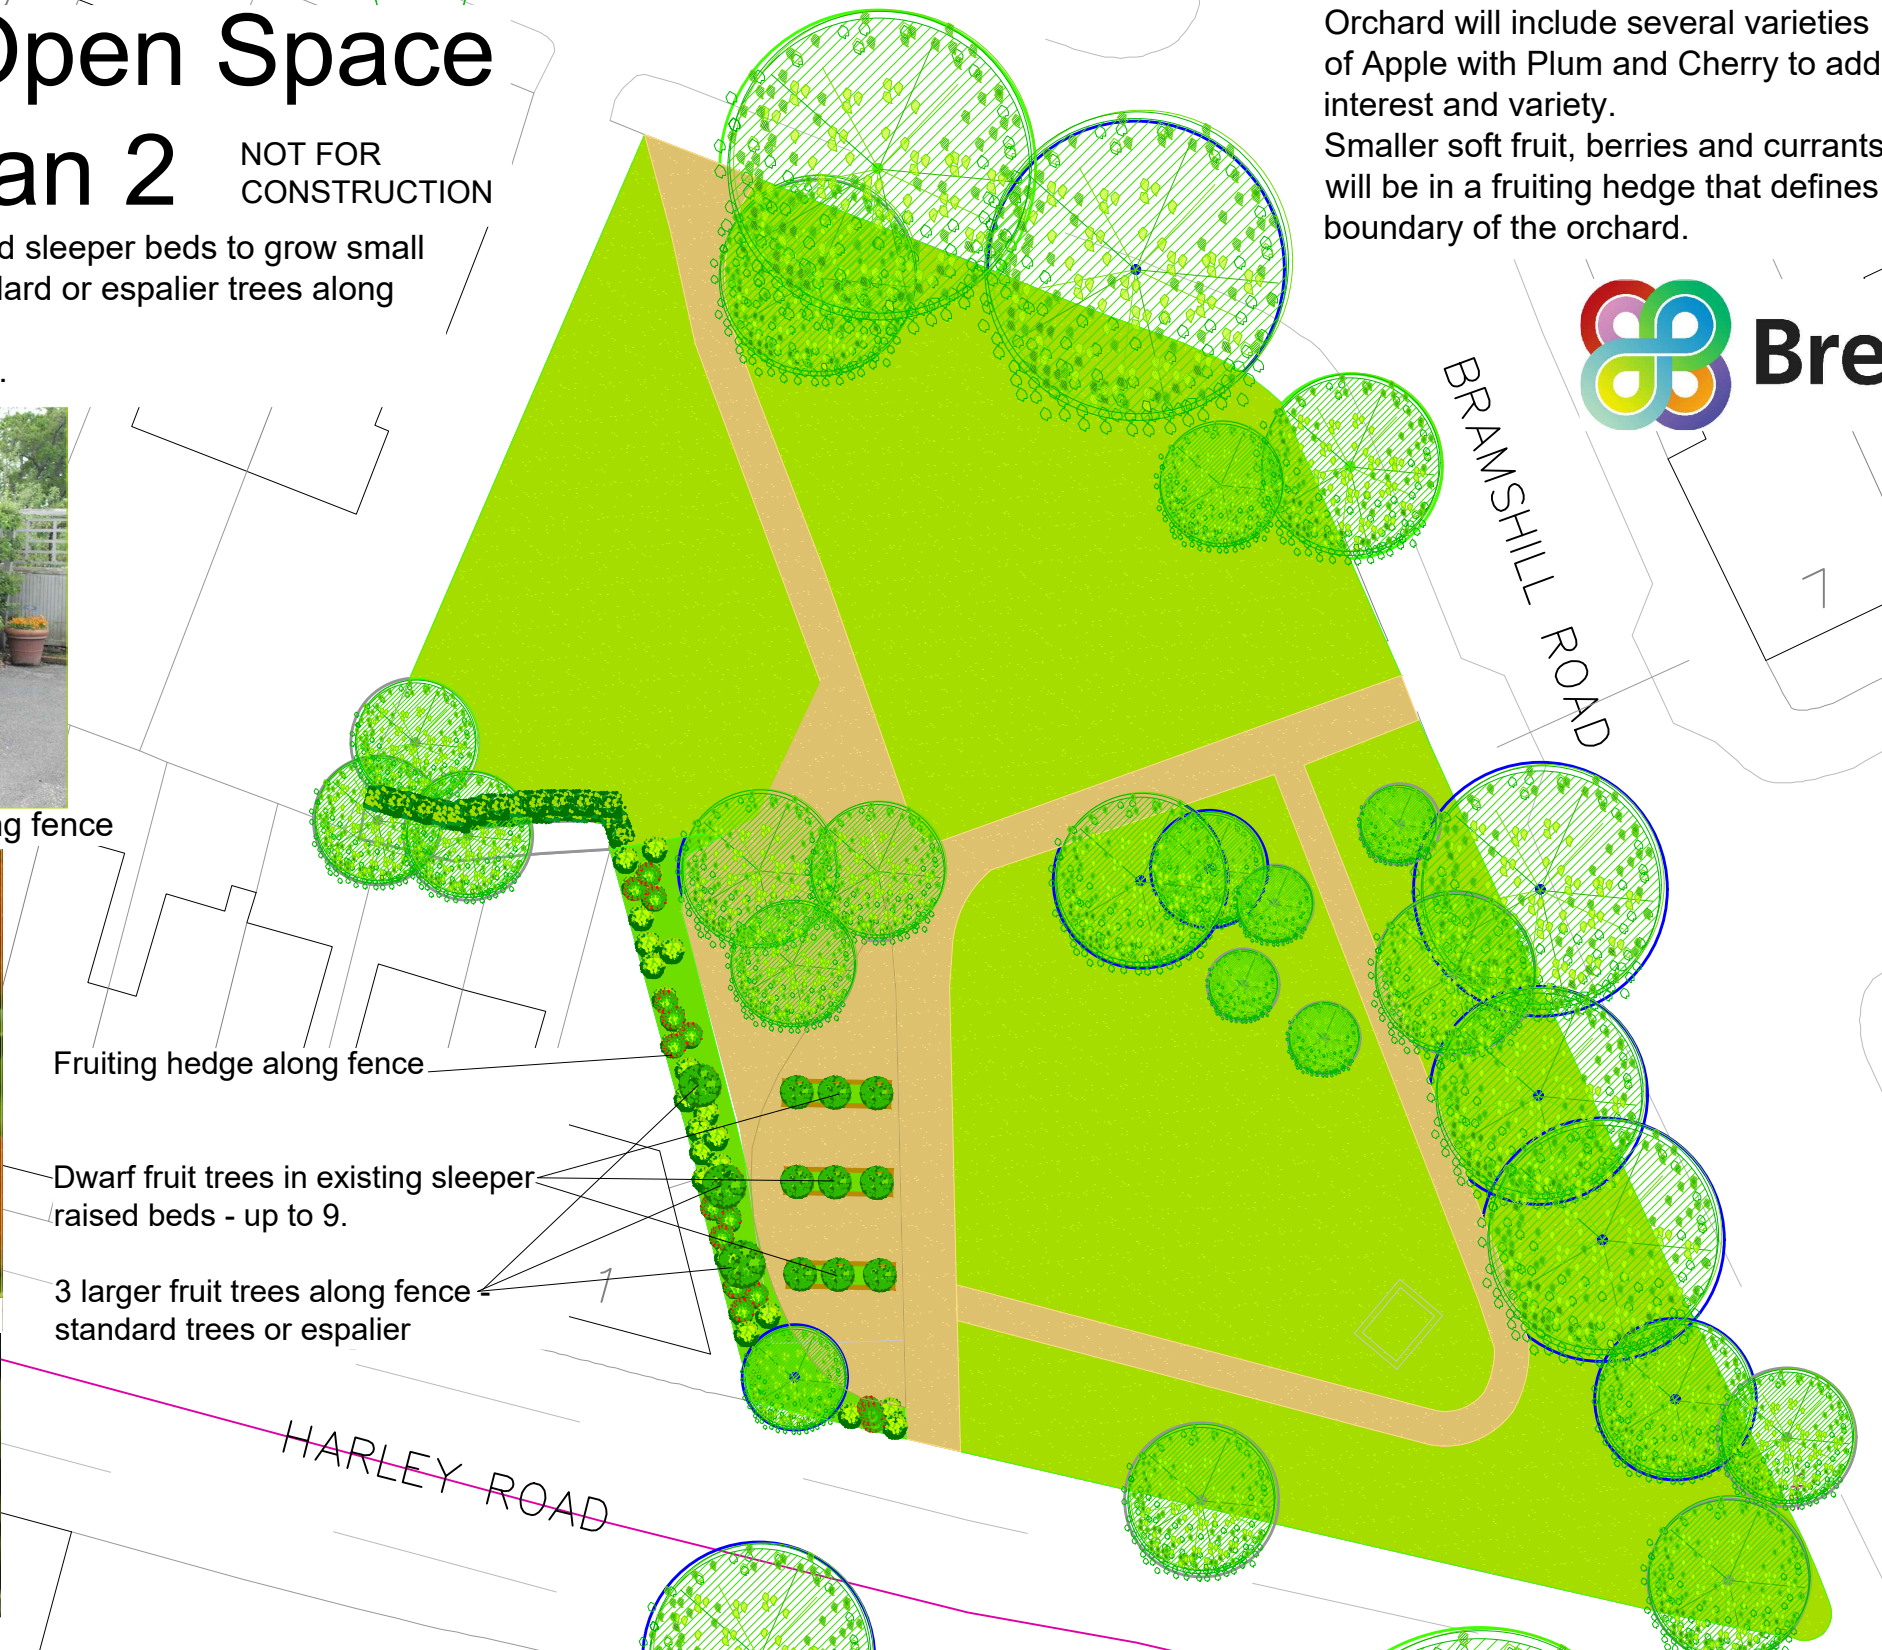 Open Space
an 2
NOT FOR
CONSTRUCTION
d sleeper beds to grow small
lard or espalier trees along
.
Orchard will include several varieties
of Apple with Plum and Cherry to add
interest and variety.
Smaller soft fruit, berries and currants
will be in a fruiting hedge that defines
boundary of the orchard.
Bre
BRAMSHILL ROAD
7
ng fence
Fruiting hedge along fence
Dwarf fruit trees in existing sleeper
raised beds - up to 9.
3 larger fruit trees along fence -
standard trees or espalier
1
HARLEY ROAD